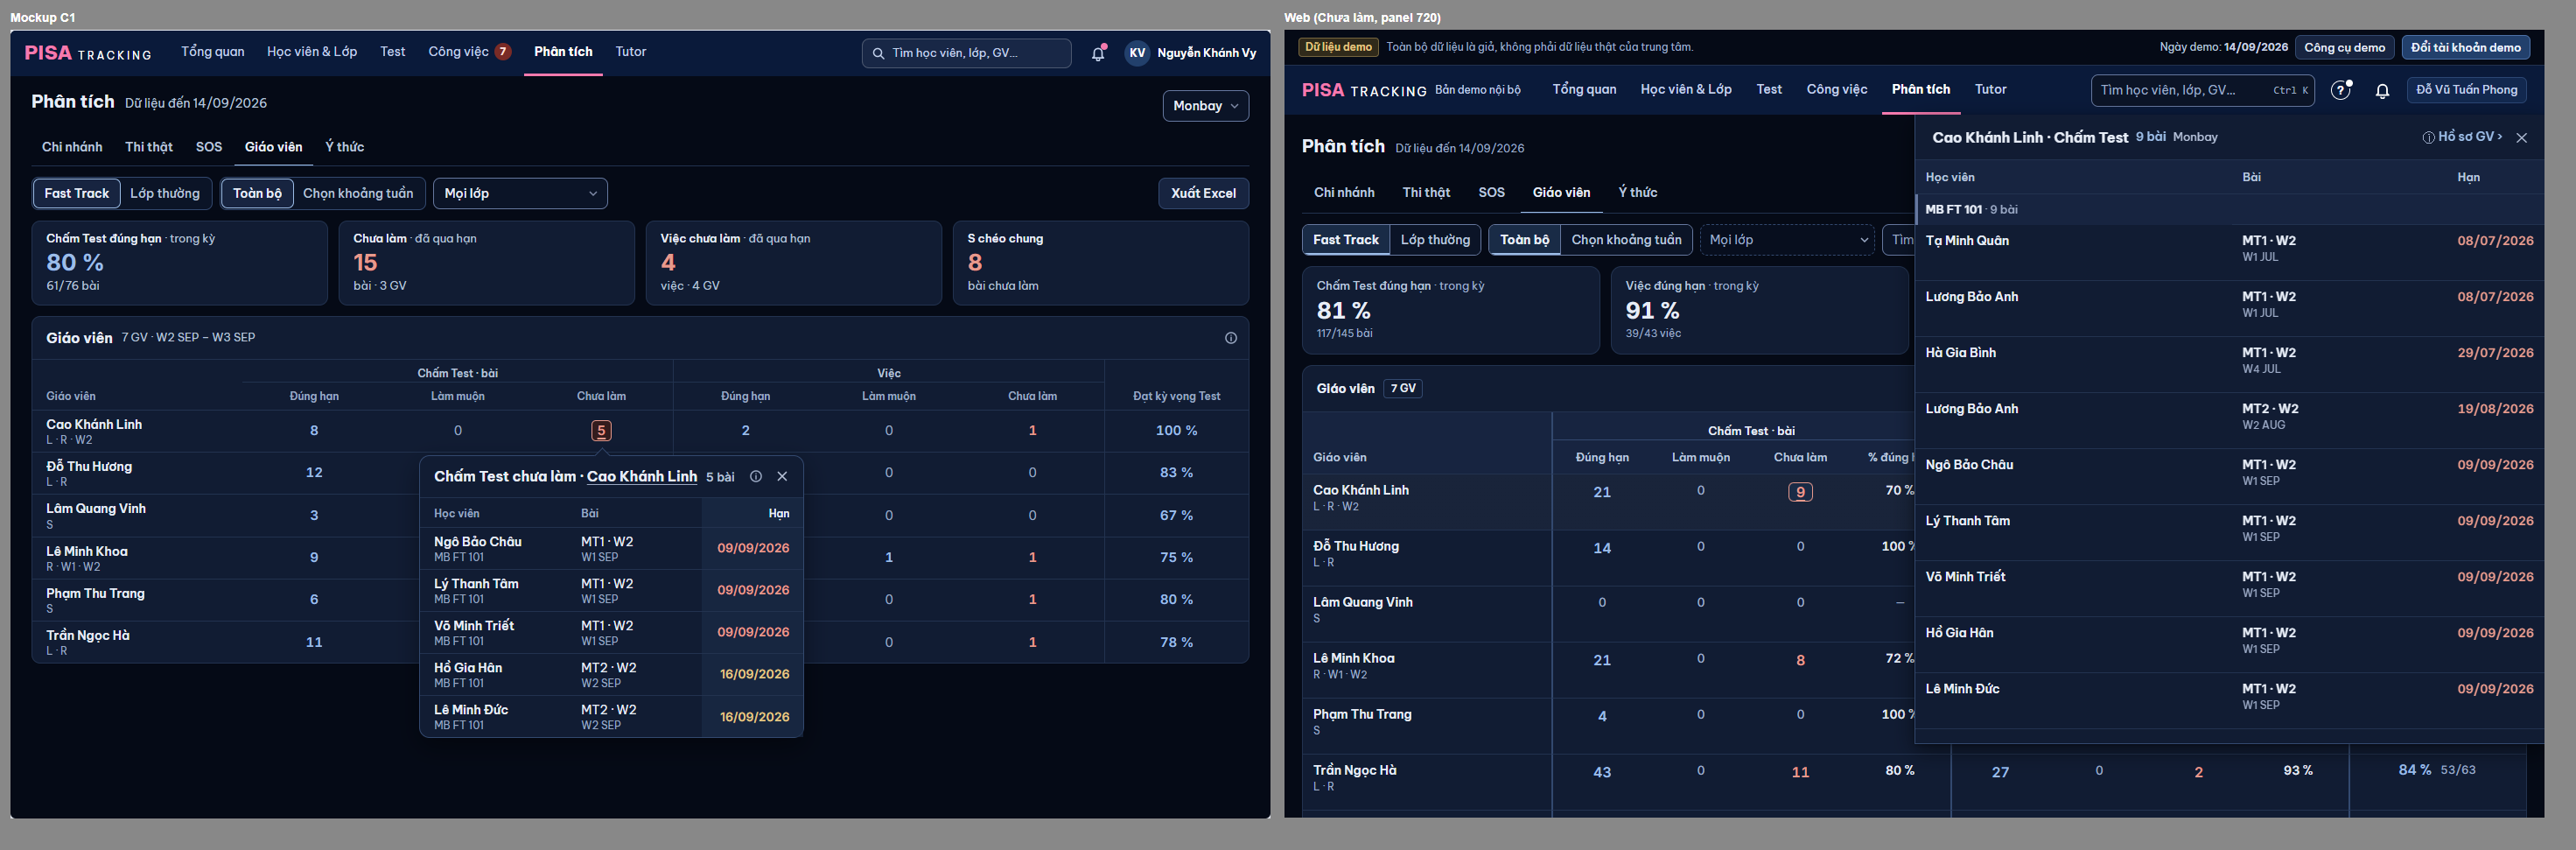 Mockup C1
PISA TRACKING Tổng quan Học viên & Lớp Test Công việc 7 Phân tích Tutor Tìm học viên, lớp, GV... KV Nguyễn Khánh Vy
Phân tích Dữ liệu đến 14/09/2026 Monbay
Chi nhánh Thi thật SOS Giáo viên Ý thức
Fast Track Lớp thường Toàn bộ Chọn khoảng tuần Mọi lớp Xuất Excel
Chấm Test đúng hạn · trong kỳ
80 %
61/76 bài
Chưa làm · đã qua hạn
15
bài · 3 GV
Việc chưa làm · đã qua hạn
4
việc · 4 GV
S chéo chung
8
bài chưa làm
Giáo viên 7 GV · W2 SEP – W3 SEP
Chấm Test · bài Việc
Giáo viên Đúng hạn Làm muộn Chưa làm Đúng hạn Làm muộn Chưa làm Đạt kỳ vọng Test
Cao Khánh Linh 8 0 5 2 0 1 100 %
L · R · W2
Đỗ Thu Hương 12 0 0 83 %
L · R
Lâm Quang Vinh 3 0 0 67 %
S
Lê Minh Khoa 9 1 1 75 %
R · W1 · W2
Phạm Thu Trang 6 0 1 80 %
S
Trần Ngọc Hà 11 0 1 78 %
L · R
Chấm Test chưa làm · Cao Khánh Linh 5 bài
Học viên Bài Hạn
Ngô Bảo Châu MT1 · W2 09/09/2026
MB FT 101 W1 SEP
Lý Thanh Tâm MT1 · W2 09/09/2026
MB FT 101 W1 SEP
Võ Minh Triết MT1 · W2 09/09/2026
MB FT 101 W1 SEP
Hồ Gia Hân MT2 · W2 16/09/2026
MB FT 101 W2 SEP
Lê Minh Đức MT2 · W2 16/09/2026
MB FT 101 W2 SEP
Web (Chưa làm, panel 720)
Dữ liệu demo Toàn bộ dữ liệu là giả, không phải dữ liệu thật của trung tâm. Ngày demo: 14/09/2026 Công cụ demo Đổi tài khoản demo
PISA TRACKING Bản demo nội bộ Tổng quan Học viên & Lớp Test Công việc Phân tích Tutor Tìm học viên, lớp, GV... Ctrl K ? Đỗ Vũ Tuấn Phong
Phân tích Dữ liệu đến 14/09/2026
Chi nhánh Thi thật SOS Giáo viên Ý thức
Fast Track Lớp thường Toàn bộ Chọn khoảng tuần Mọi lớp Tìm
Chấm Test đúng hạn · trong kỳ
81 %
117/145 bài
Việc đúng hạn · trong kỳ
91 %
39/43 việc
Giáo viên 7 GV
Chấm Test · bài
Giáo viên Đúng hạn Làm muộn Chưa làm % đúng
Cao Khánh Linh 21 0 9 70 %
L · R · W2
Đỗ Thu Hương 14 0 0 100 %
L · R
Lâm Quang Vinh 0 0 0 –
S
Lê Minh Khoa 21 0 8 72 %
R · W1 · W2
Phạm Thu Trang 4 0 0 100 %
S
Trần Ngọc Hà 43 0 11 80 % 27 0 2 93 % 84 % 53/63
L · R
Cao Khánh Linh · Chấm Test 9 bài Monbay Hồ sơ GV ›
Học viên Bài Hạn
MB FT 101 · 9 bài
Tạ Minh Quân MT1 · W2 08/07/2026
W1 JUL
Lương Bảo Anh MT1 · W2 08/07/2026
W1 JUL
Hà Gia Bình MT1 · W2 29/07/2026
W4 JUL
Lương Bảo Anh MT2 · W2 19/08/2026
W2 AUG
Ngô Bảo Châu MT1 · W2 09/09/2026
W1 SEP
Lý Thanh Tâm MT1 · W2 09/09/2026
W1 SEP
Võ Minh Triết MT1 · W2 09/09/2026
W1 SEP
Hồ Gia Hân MT1 · W2 09/09/2026
W1 SEP
Lê Minh Đức MT1 · W2 09/09/2026
W1 SEP